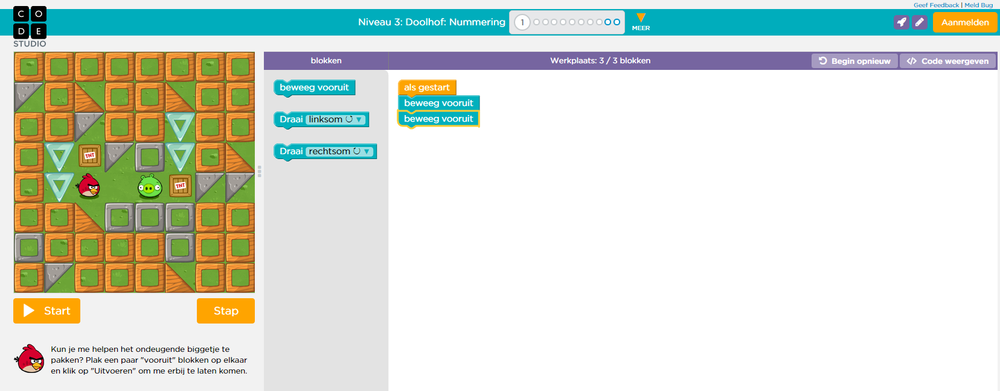 Geef Feedback | Meld Bug
C O
D E
STUDIO
Niveau 3: Doolhof: Nummering
1
MEER
Aanmelden
blokken
Werkplaats: 3 / 3 blokken
Begin opnieuw
Code weergeven
beweeg vooruit
Draai linksom
Draai rechtsom
als gestart
beweeg vooruit
beweeg vooruit
TNT
TNT
Start
Stap
Kun je me helpen het ondeugende biggetje te
pakken? Plak een paar "vooruit" blokken op elkaar
en klik op "Uitvoeren" om me erbij te laten komen.